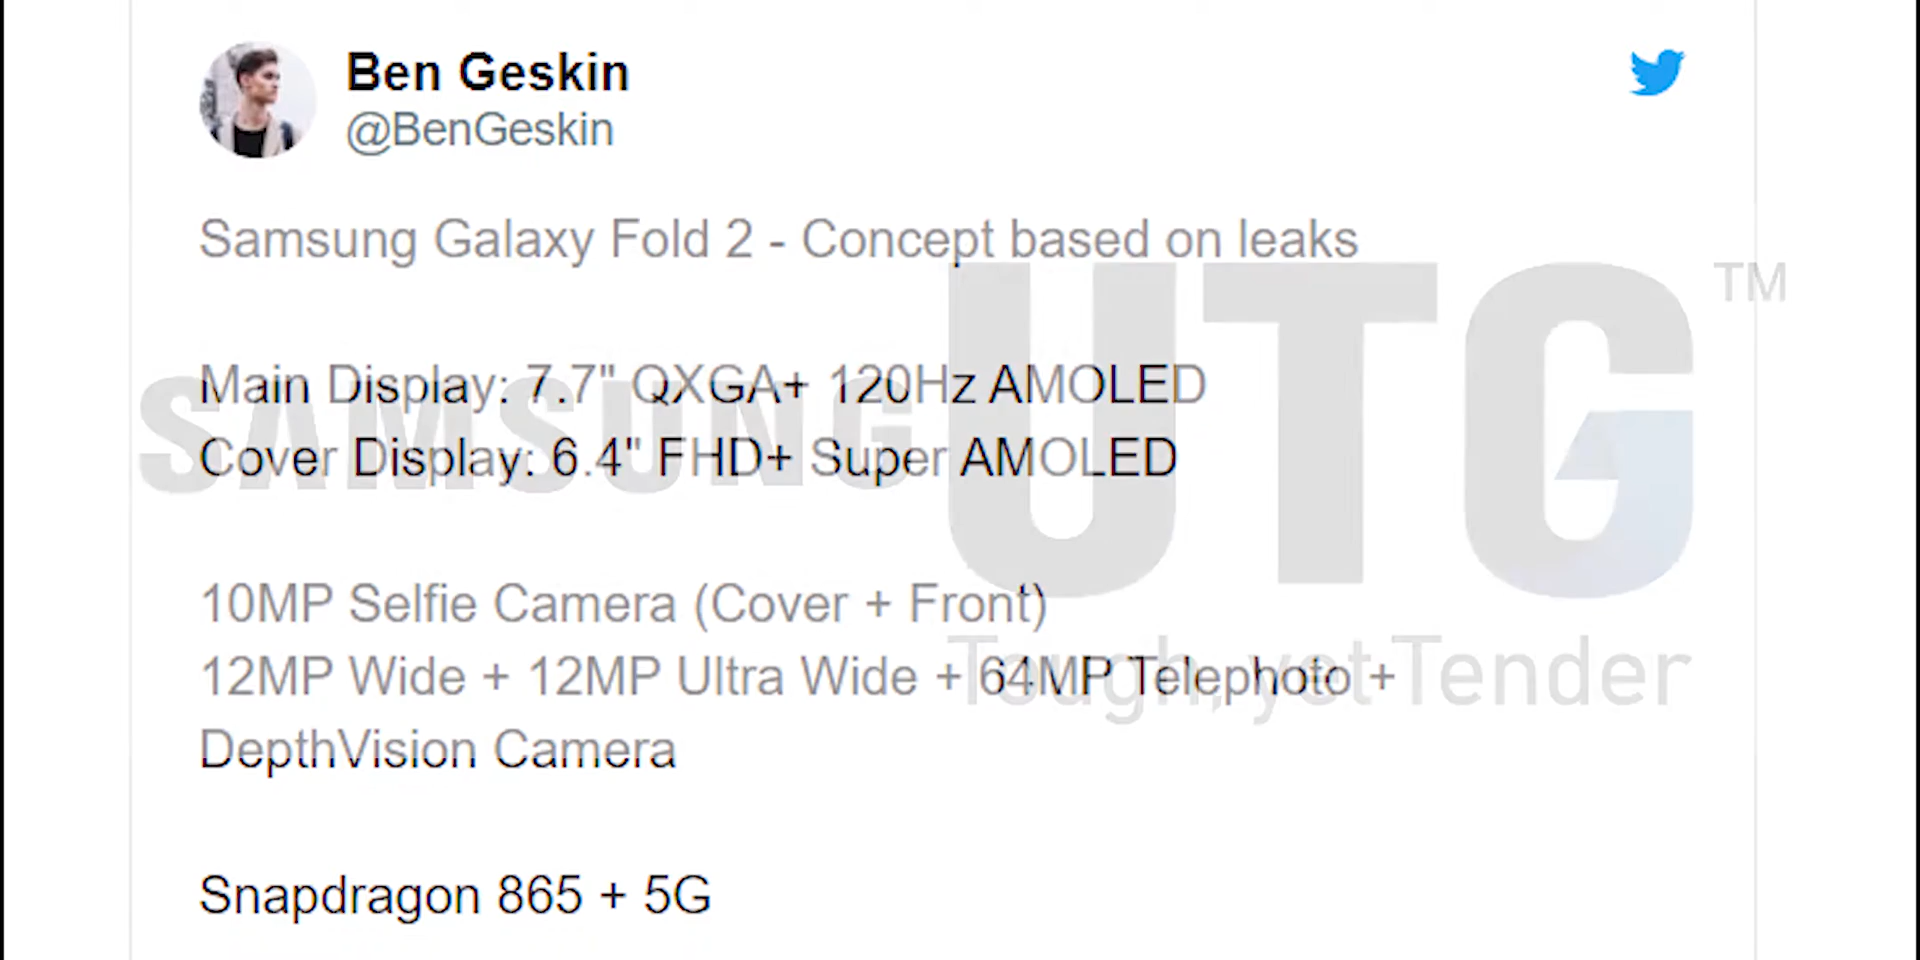 Ben Geskin
@BenGeskin
Samsung Galaxy Fold 2 - Concept based on leaks
UTG TM
Main Display: 7.7" QXGA+ 120Hz AMOLED
SAMSUNG
Cover Display: 6.4" FHD+ Super AMOLED
10MP Selfie Camera (Cover + Front)
12MP Wide + 12MP Ultra Wide + 64MP Telephoto +
Tough, yet Tender
DepthVision Camera
Snapdragon 865 + 5G